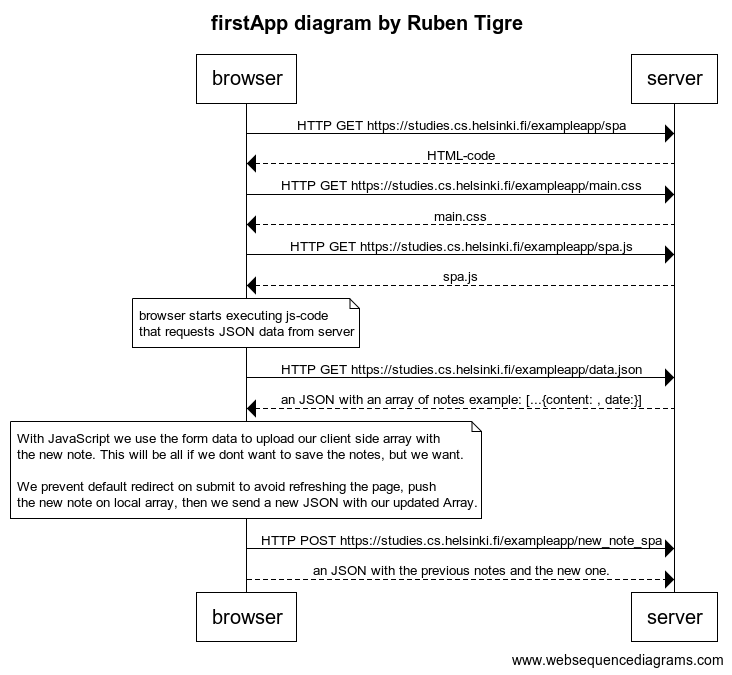 firstApp diagram by Ruben Tigre
browser
server
HTTP GET https://studies.cs.helsinki.fi/exampleapp/spa
HTML-code
HTTP GET https://studies.cs.helsinki.fi/exampleapp/main.css
main.css
HTTP GET https://studies.cs.helsinki.fi/exampleapp/spa.js
spa.js
browser starts executing js-code
that requests JSON data from server
HTTP GET https://studies.cs.helsinki.fi/exampleapp/data.json
an JSON with an array of notes example: [...{content: , date:}]
With JavaScript we use the form data to upload our client side array with
the new note. This will be all if we dont want to save the notes, but we want.
We prevent default redirect on submit to avoid refreshing the page, push
the new note on local array, then we send a new JSON with our updated Array.
HTTP POST https://studies.cs.helsinki.fi/exampleapp/new_note_spa
an JSON with the previous notes and the new one.
browser
server
www.websequencediagrams.com